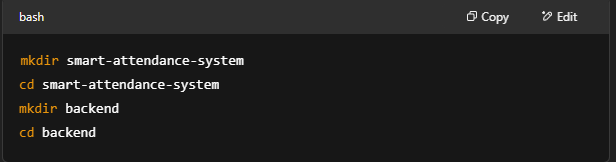 bash
Copy
Edit
mkdir smart-attendance-system
cd smart-attendance-system
mkdir backend
cd backend